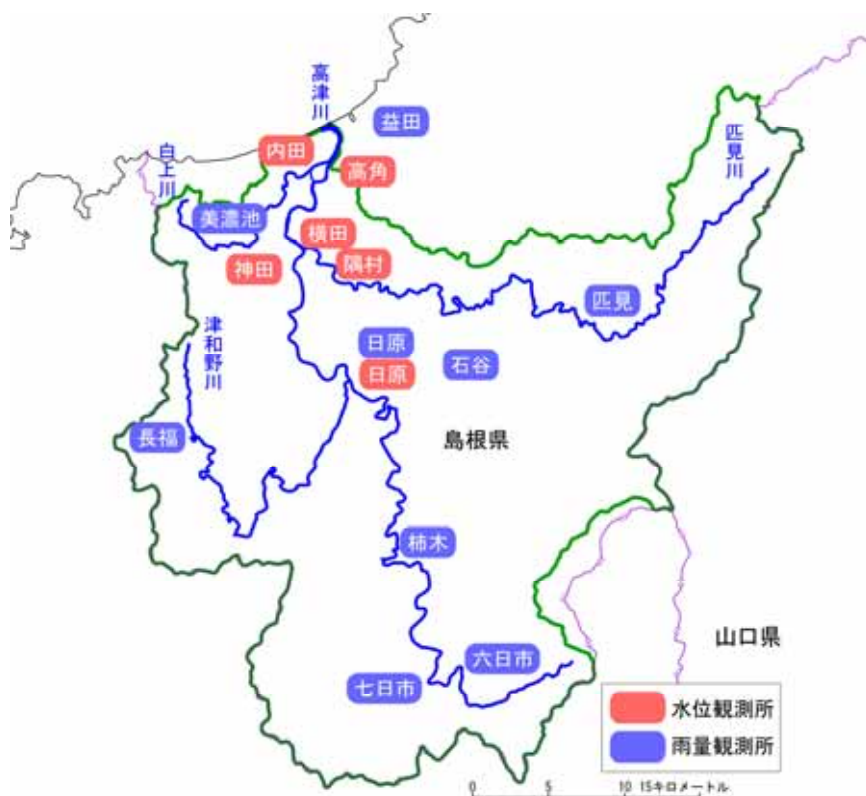 高津川
益田
匹見川
内田
白上川
高角
美濃池
横田
隅村
神田
匹見
津和野川
日原
石谷
日原
長福
島根県
柿木
山口県
六日市
七日市
水位観測所
雨量観測所
0 5 10 15キロメートル